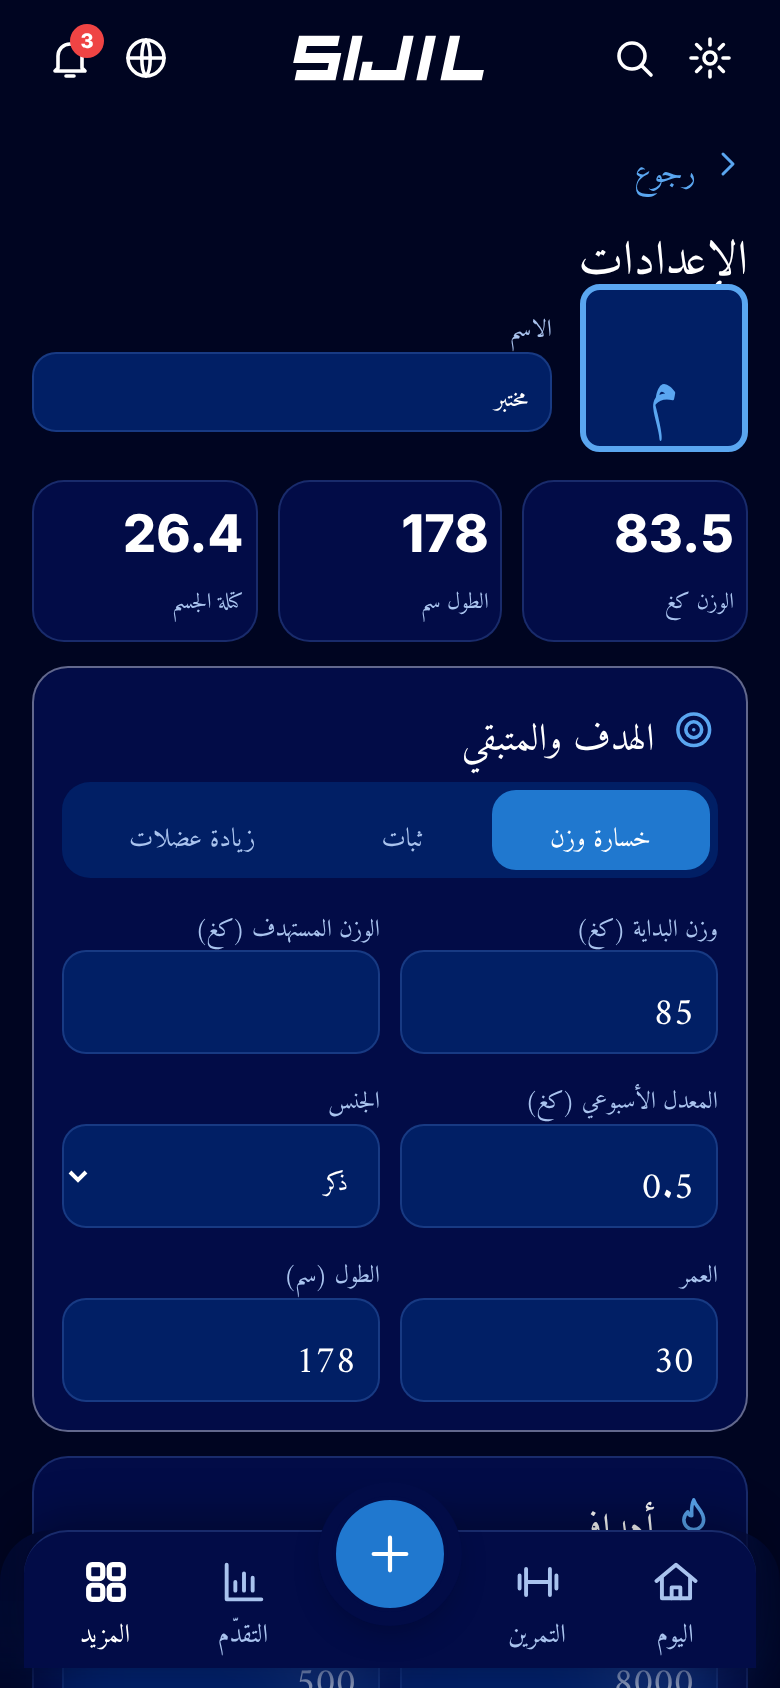 3
SIJIL
رجوع
الإعدادات
م
الاسم
مختبر
83.5
الوزن كغ
178
الطول سم
26.4
كتلة الجسم
الهدف والمتبقي
خسارة وزن
ثبات
زيادة عضلات
وزن البداية (كغ)
الوزن المستهدف (كغ)
85
المعدل الأسبوعي (كغ)
الجنس
0.5
ذكر
العمر
الطول (سم)
30
178
اليوم
التمرين
التقدّم
المزيد
8000
500